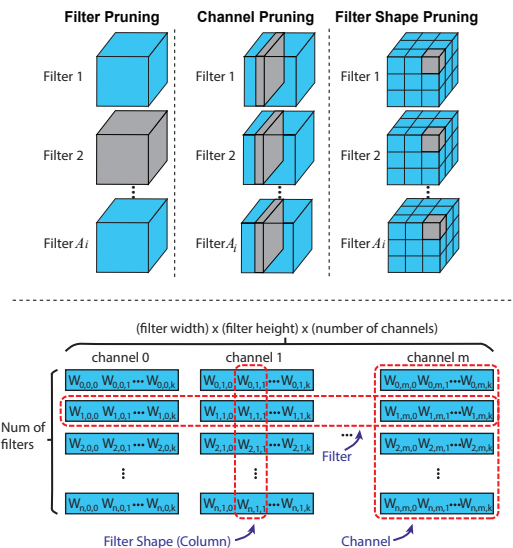 Filter Pruning Channel Pruning Filter Shape Pruning
Filter 1 Filter 1 Filter 1
Filter 2 Filter 2 Filter 2
Filter Ai Filter Ai Filter Ai
(filter width) x (filter height) x (number of channels)
channel 0 channel 1 channel m
W0,0,0 W0,0,1 ••• W0,0,k W0,1,0 W0,1,1 ••• W0,1,k W0,m,0 W0,m,1 ••• W0,m,k
W1,0,0 W1,0,1 ••• W1,0,k W1,1,0 W1,1,1 ••• W1,1,k W1,m,0 W1,m,1 ••• W1,m,k
Num of
filters
W2,0,0 W2,0,1 ••• W2,0,k W2,1,0 W2,1,1 ••• W2,1,k ••• W2,m,0 W2,m,1 ••• W2,m,k
Filter
Wn,0,0 Wn,0,1 ••• Wn,0,k Wn,1,0 Wn,1,1 ••• Wn,1,k Wn,m,0 Wn,m,1 ••• Wn,m,k
Filter Shape (Column) Channel